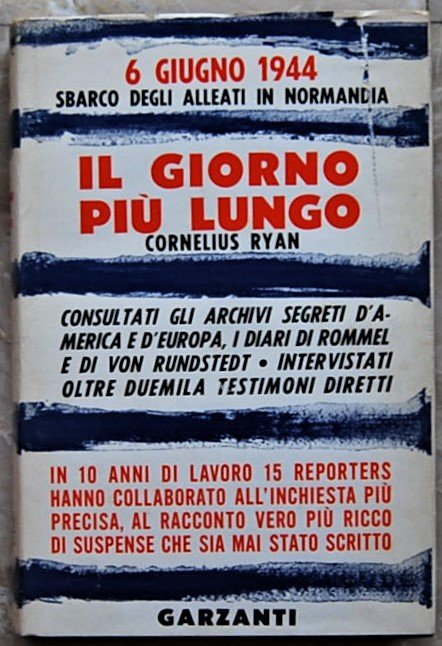 6 GIUGNO 1944
SBARCO DEGLI ALLEATI IN NORMANDIA
IL GIORNO
PIÙ LUNGO
CORNELIUS RYAN
CONSULTATI GLI ARCHIVI SEGRETI D'A-
MERICA E D'EUROPA, I DIARI DI ROMMEL
E DI VON RUNDSTEDT • INTERVISTATI
OLTRE DUEMILA TESTIMONI DIRETTI
IN 10 ANNI DI LAVORO 15 REPORTERS
HANNO COLLABORATO ALL'INCHIESTA PIÙ
PRECISA, AL RACCONTO VERO PIÙ RICCO
DI SUSPENSE CHE SIA MAI STATO SCRITTO
GARZANTI